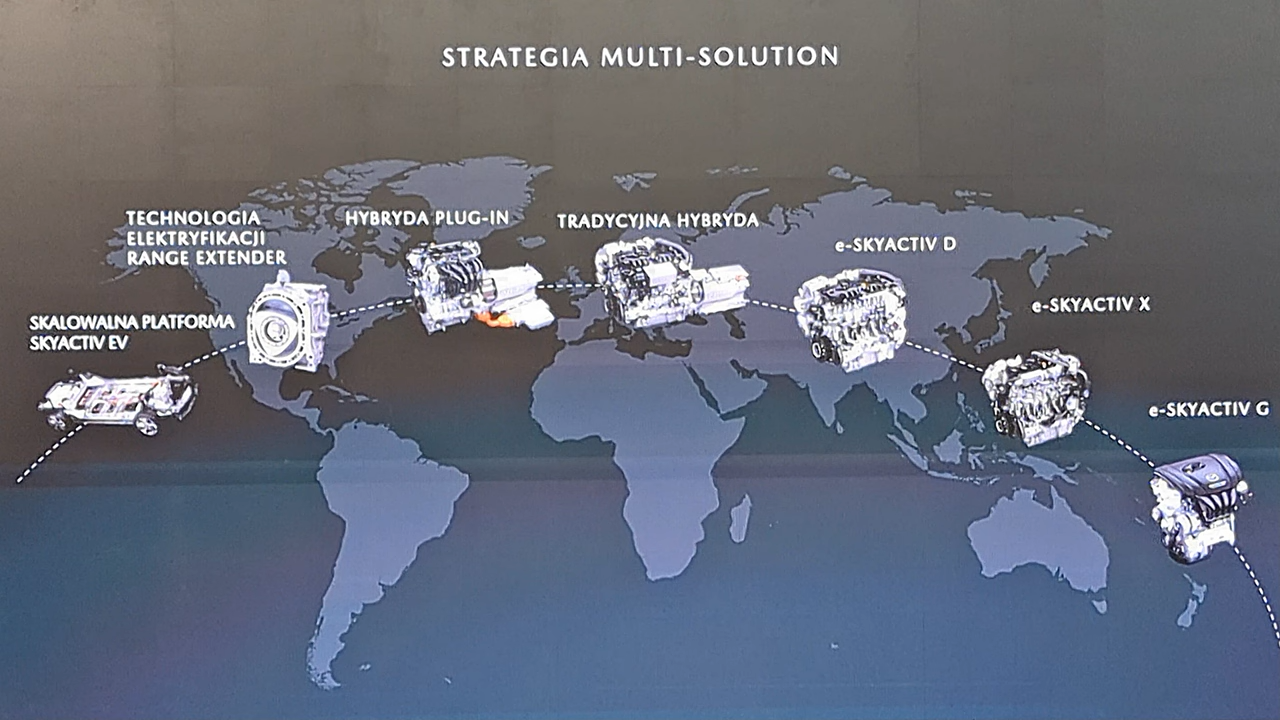 STRATEGIA MULTI-SOLUTION
TECHNOLOGIA
ELEKTRYFIKACJI
RANGE EXTENDER
HYBRYDA PLUG-IN
TRADYCYJNA HYBRYDA
e-SKYACTIV D
e-SKYACTIV X
SKALOWALNA PLATFORMA
SKYACTIV EV
e-SKYACTIV G